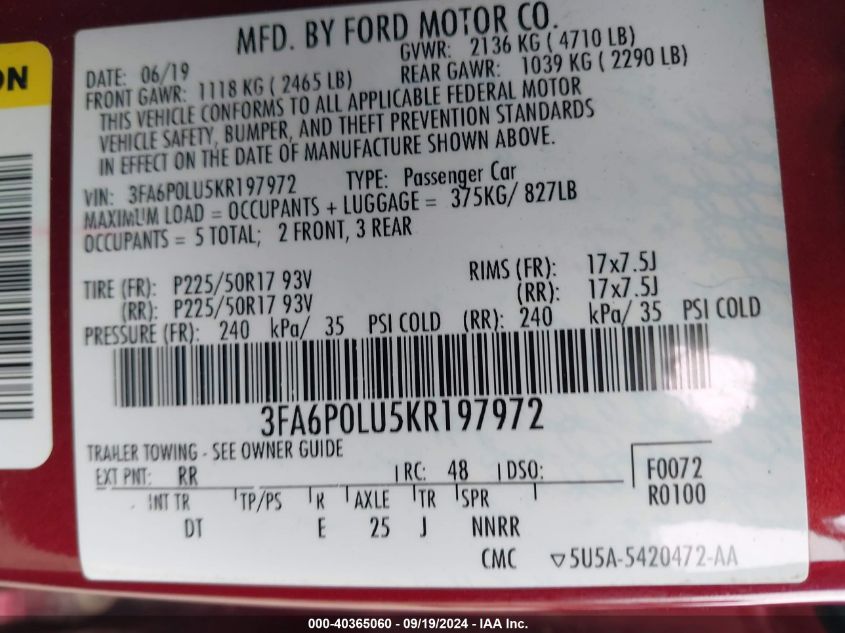 ON
MFD. BY FORD MOTOR CO.
DATE: 06/19 GVWR: 2136 KG ( 4710 LB)
FRONT GAWR: 1118 KG ( 2465 LB) REAR GAWR: 1039 KG ( 2290 LB)
THIS VEHICLE CONFORMS TO ALL APPLICABLE FEDERAL MOTOR
VEHICLE SAFETY, BUMPER, AND THEFT PREVENTION STANDARDS
IN EFFECT ON THE DATE OF MANUFACTURE SHOWN ABOVE.
VIN: 3FA6P0LU5KR197972 TYPE: Passenger Car
MAXIMUM LOAD = OCCUPANTS + LUGGAGE = 375KG/ 827LB
OCCUPANTS = 5 TOTAL; 2 FRONT, 3 REAR
TIRE (FR): P225/50R17 93V RIMS (FR): 17x7.5J
(RR): P225/50R17 93V (RR): 17x7.5J
PRESSURE (FR): 240 kPa/ 35 PSI COLD (RR): 240 kPa/ 35 PSI COLD
3FA6P0LU5KR197972
TRAILER TOWING - SEE OWNER GUIDE
EXT PNT: RR RC: 48 DSO: F0072
INT TR TP/PS R AXLE TR SPR R0100
DT E 25 J NNRR
CMC ▽5U5A-5420472-AA
000-40365060 - 09/19/2024 - IAA Inc.